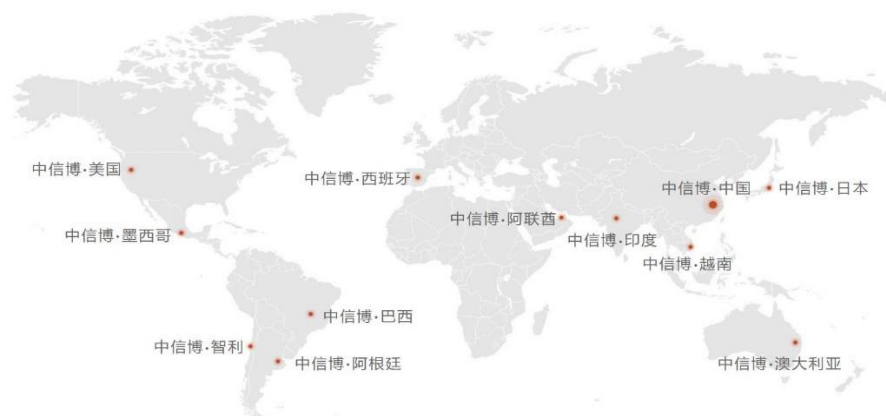 中信博·美国
中信博·西班牙
中信博·中国
中信博·日本
中信博·墨西哥
中信博·阿联酋
中信博·印度
中信博·越南
中信博·巴西
中信博·智利
中信博·阿根廷
中信博·澳大利亚